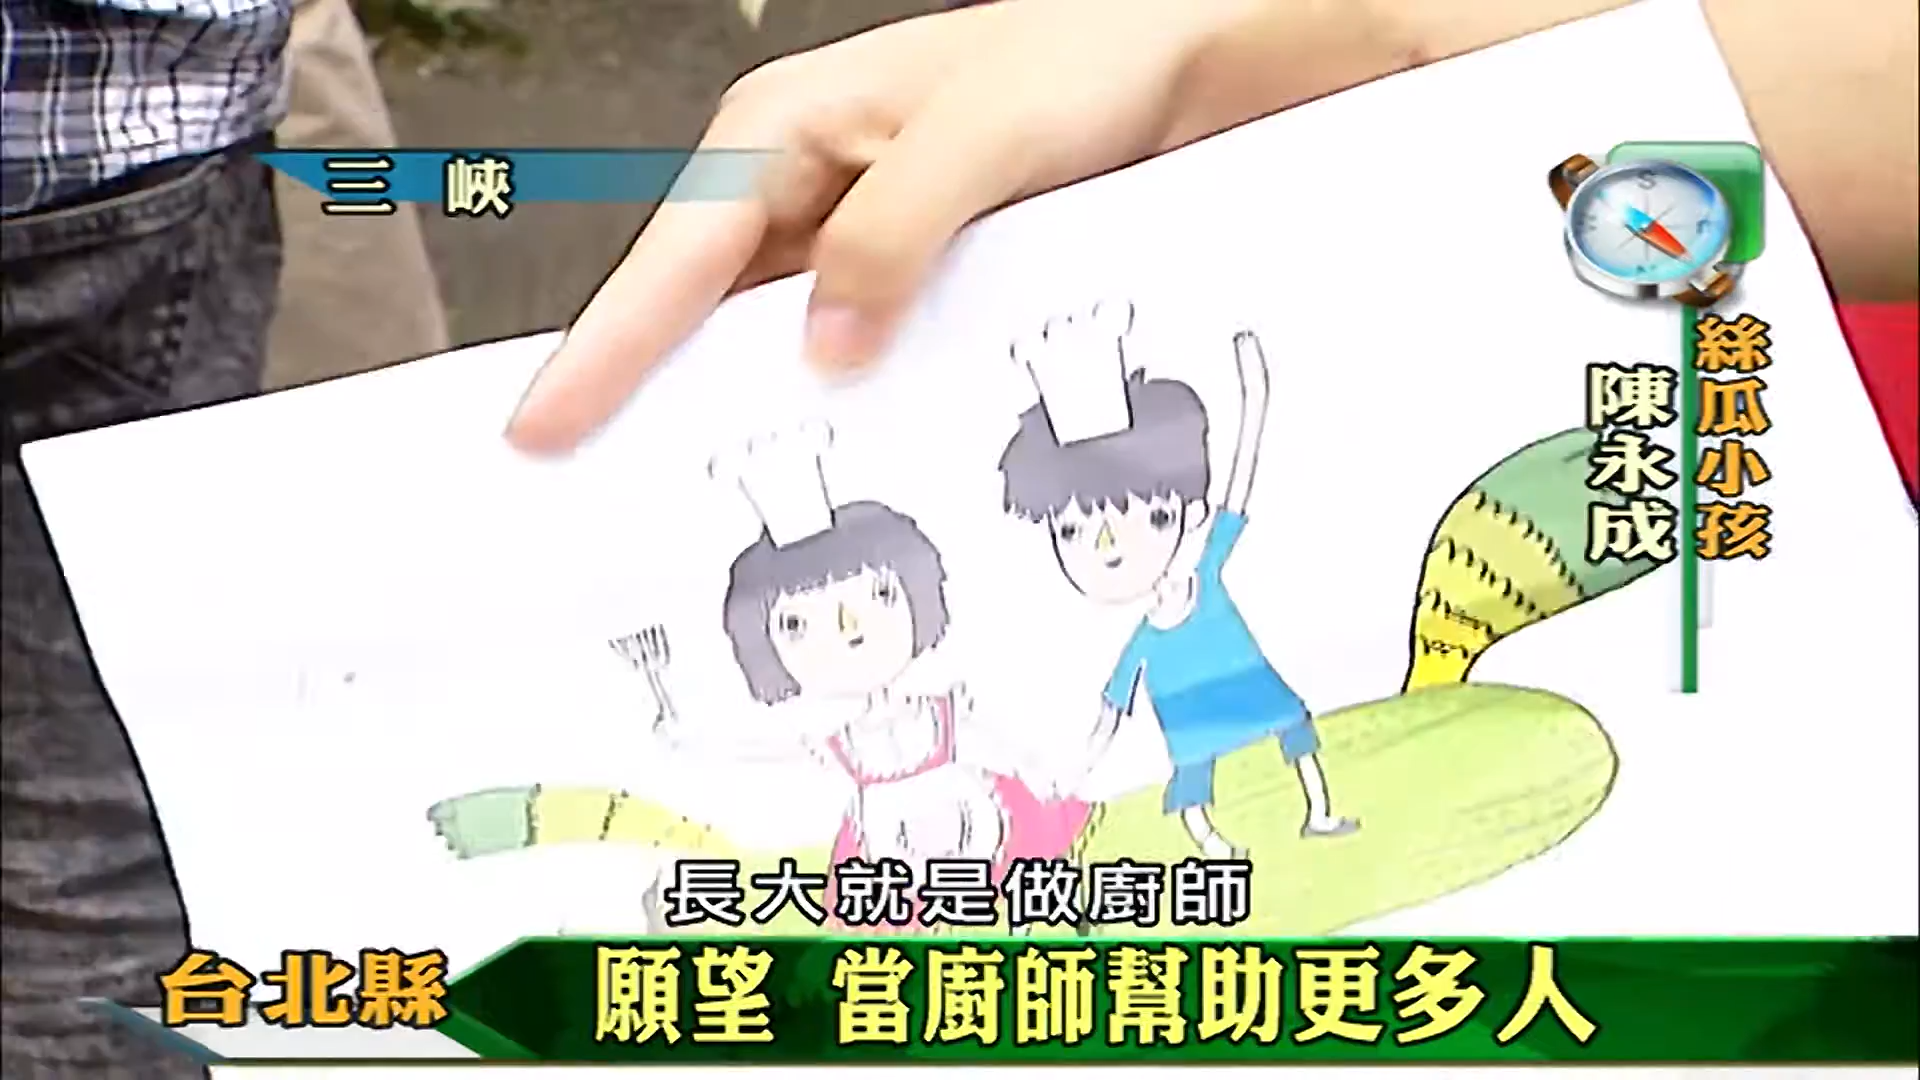 三峽
絲瓜小孩
陳永成
長大就是做廚師
台北縣
願望 當廚師幫助更多人